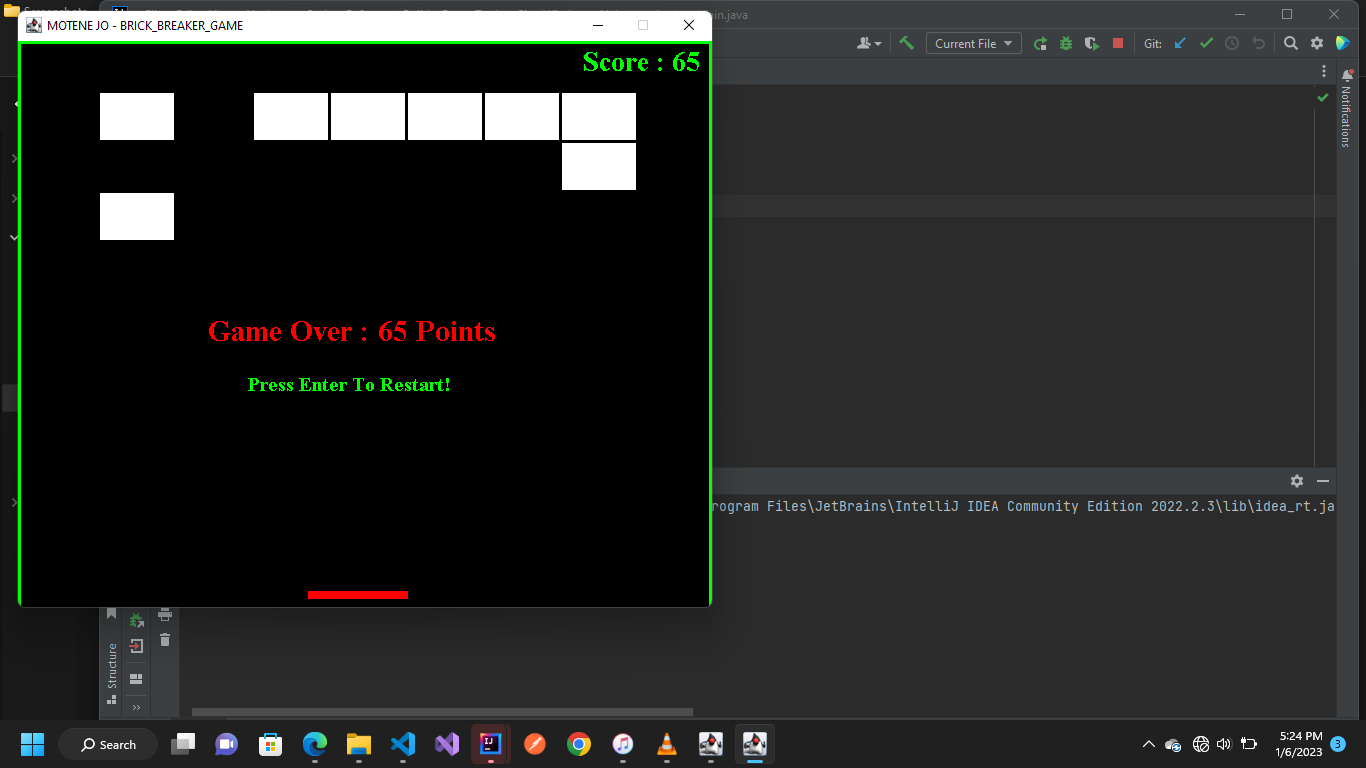 MOTENE JO - BRICK_BREAKER_GAME
Score : 65
Game Over : 65 Points
Press Enter To Restart!
in.java
Current File
Git:
Notifications
rogram Files\JetBrains\IntelliJ IDEA Community Edition 2022.2.3\lib\idea_rt.ja
Structure
Search
5:24 PM
1/6/2023
3